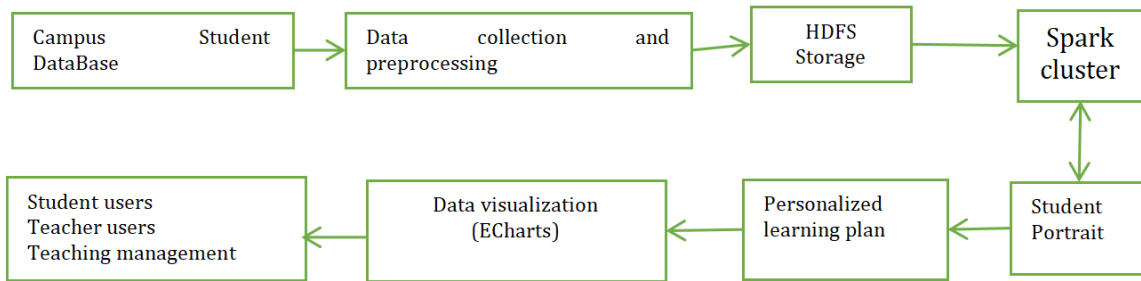 Campus Student
DataBase
Data collection and
preprocessing
HDFS
Storage
Spark
cluster
Student users
Teacher users
Teaching management
Data visualization
(ECharts)
Personalized
learning plan
Student
Portrait